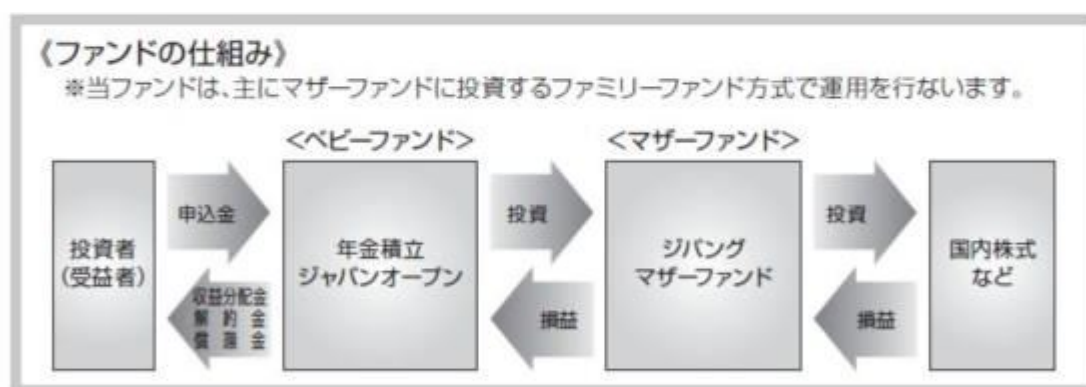 《ファンドの仕組み》
※当ファンドは、主にマザーファンドに投資するファミリーファンド方式で運用を行ないます。
<ベビーファンド>
<マザーファンド>
投資者
(受益者)
申込金
収益分配金
解約金
償還金
年金積立
ジャパンオープン
投資
損益
ジパング
マザーファンド
投資
損益
国内株式
など